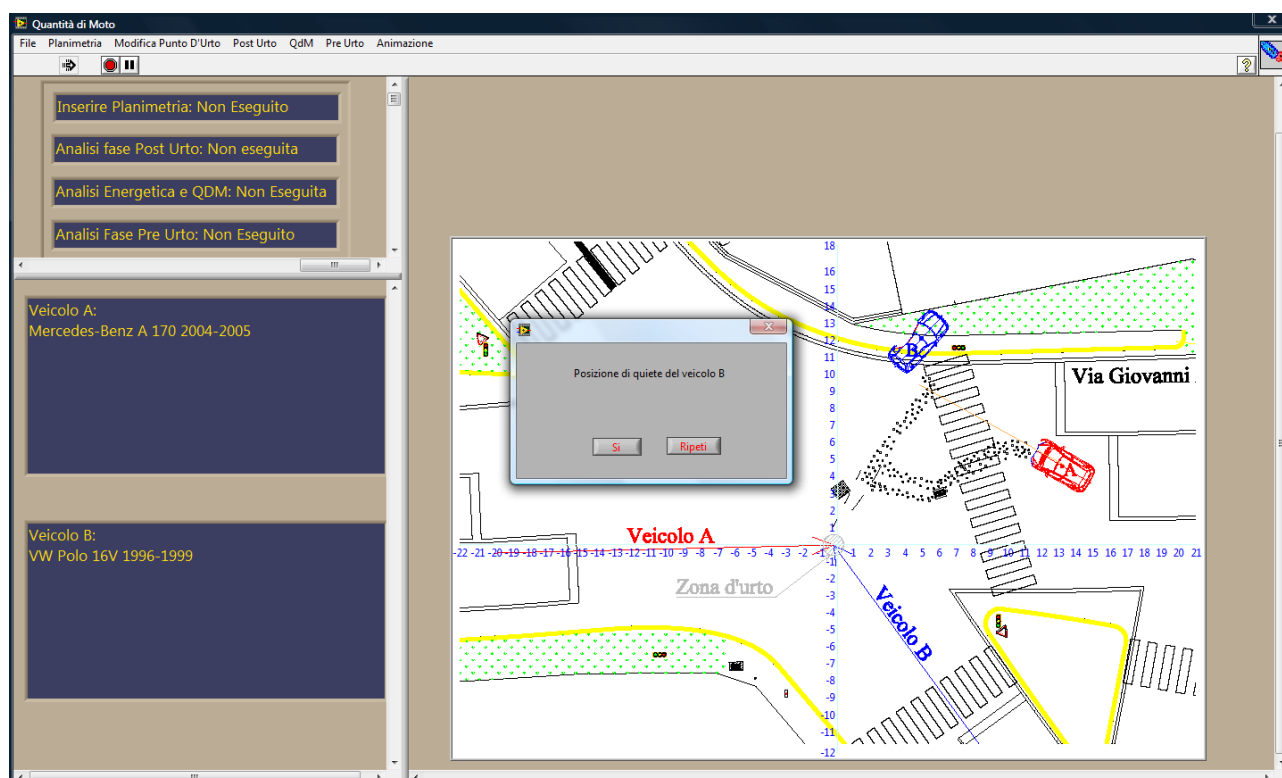 Quantità di Moto
File Planimetria Modifica Punto D'Urto Post Urto QdM Pre Urto Animazione
Inserire Planimetria: Non Eseguito
Analisi fase Post Urto: Non eseguita
Analisi Energetica e QDM: Non Eseguita
Analisi Fase Pre Urto: Non Eseguito
Veicolo A:
Mercedes-Benz A 170 2004-2005
Veicolo B:
VW Polo 16V 1996-1999
Posizione di quiete del veicolo B
Si Ripeti
18
16
15
14
13
12
11
10
9
8
7
6
5
4
3
2
1
-1
-2
-3
-4
-5
-6
-7
-8
-9
-10
-11
-12
-22 -21 -20 -19 -18 -17 -16 -15 -14 -13 -12 -11 -10 -9 -8 -7 -6 -5 -4 -3 -2 -1 1 2 3 4 5 6 7 8 9 10 11 12 13 14 15 16 17 18 19 20 21
B
Via Giovanni
A
Veicolo A
Zona d'urto
Veicolo B